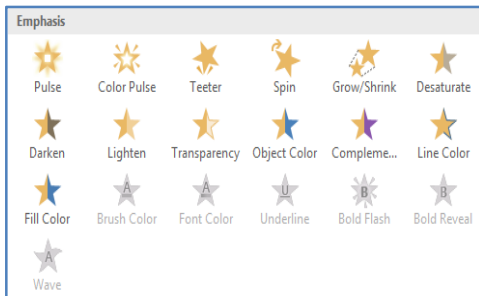 Emphasis
Pulse Color Pulse Teeter Spin Grow/Shrink Desaturate
Darken Lighten Transparency Object Color Compleme... Line Color
A A U B B
Fill Color Brush Color Font Color Underline Bold Flash Bold Reveal
A
Wave